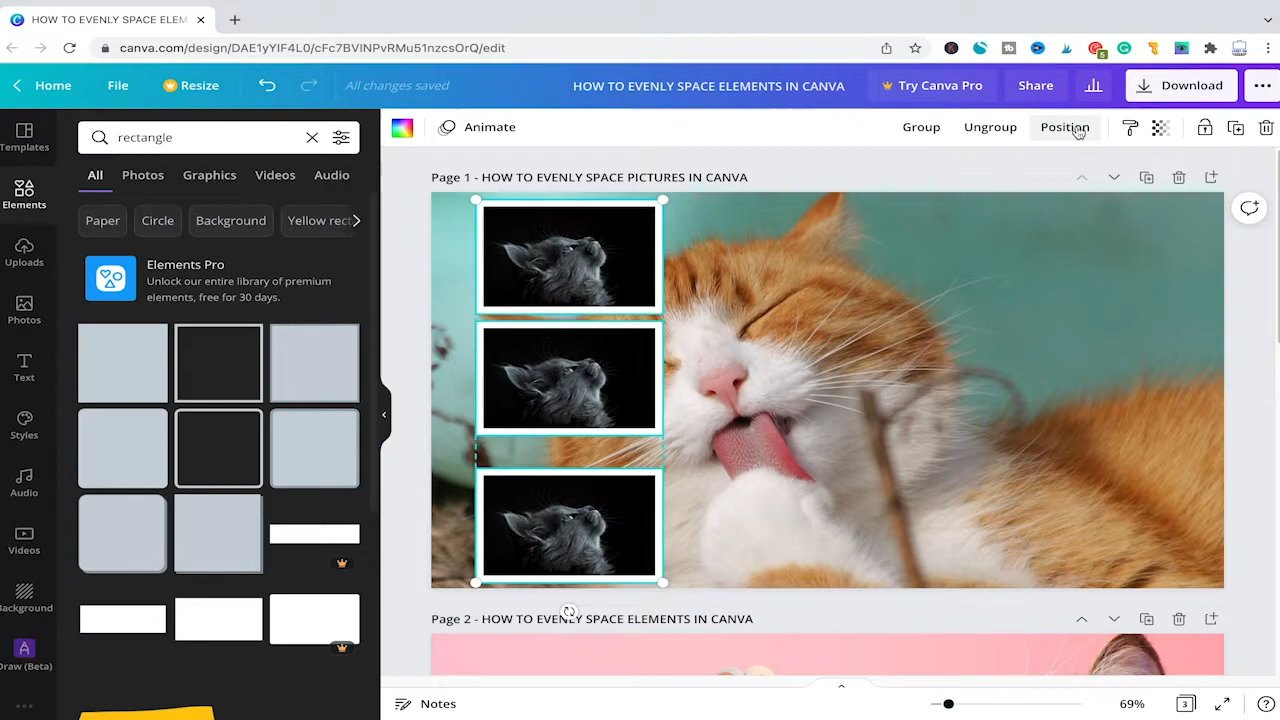 HOW TO EVENLY SPACE ELEM
canva.com/design/DAE1yYIF4L0/cFc7BVlNPvRMu51nzcsOrQ/edit
5
Home
File
Resize
All changes saved
HOW TO EVENLY SPACE ELEMENTS IN CANVA
Try Canva Pro
Share
Download
Templates
Elements
Uploads
Photos
Text
Styles
Audio
Videos
Background
Draw (Beta)
rectangle
All
Photos
Graphics
Videos
Audio
Paper
Circle
Background
Yellow rect
Elements Pro
Unlock our entire library of premium
elements, free for 30 days.
Animate
Group
Ungroup
Position
Page 1 - HOW TO EVENLY SPACE PICTURES IN CANVA
Page 2 - HOW TO EVENLY SPACE ELEMENTS IN CANVA
Notes
69%
3